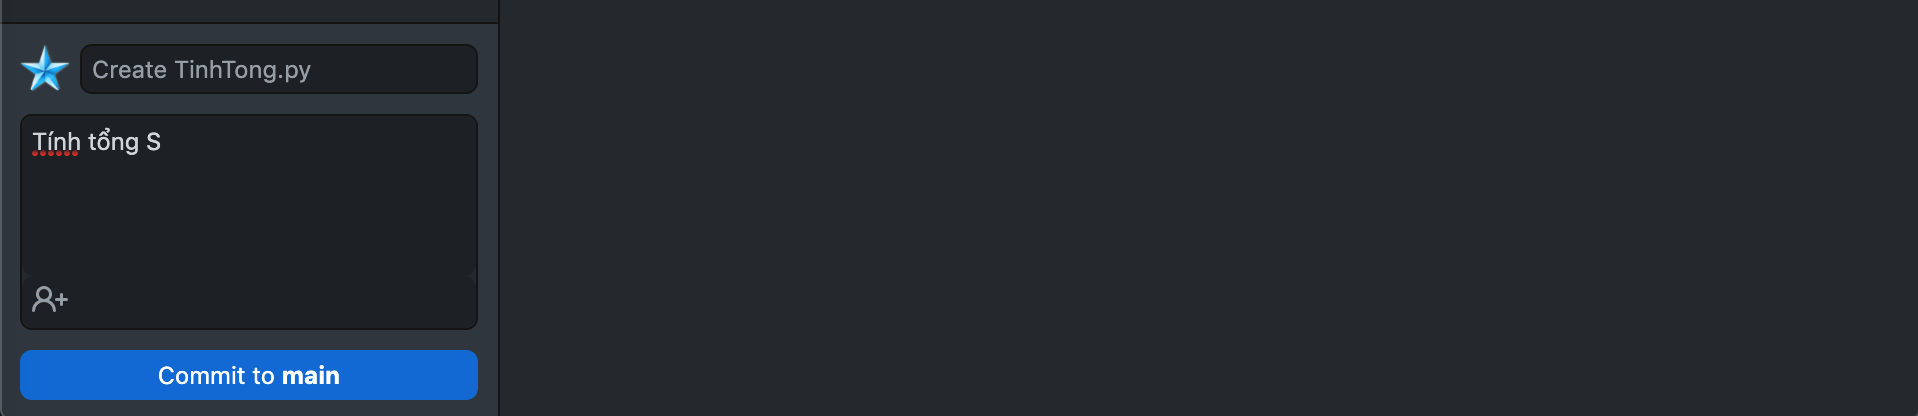 Create TinhTong.py
Tính tổng S
Commit to main